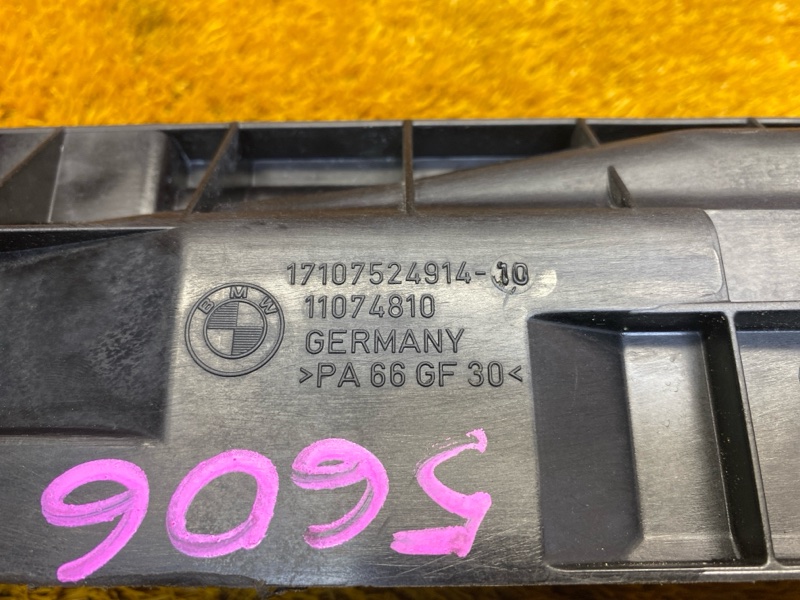 17107524914-10
11074810
BMW
GERMANY
>PA 66 GF 30<
5606